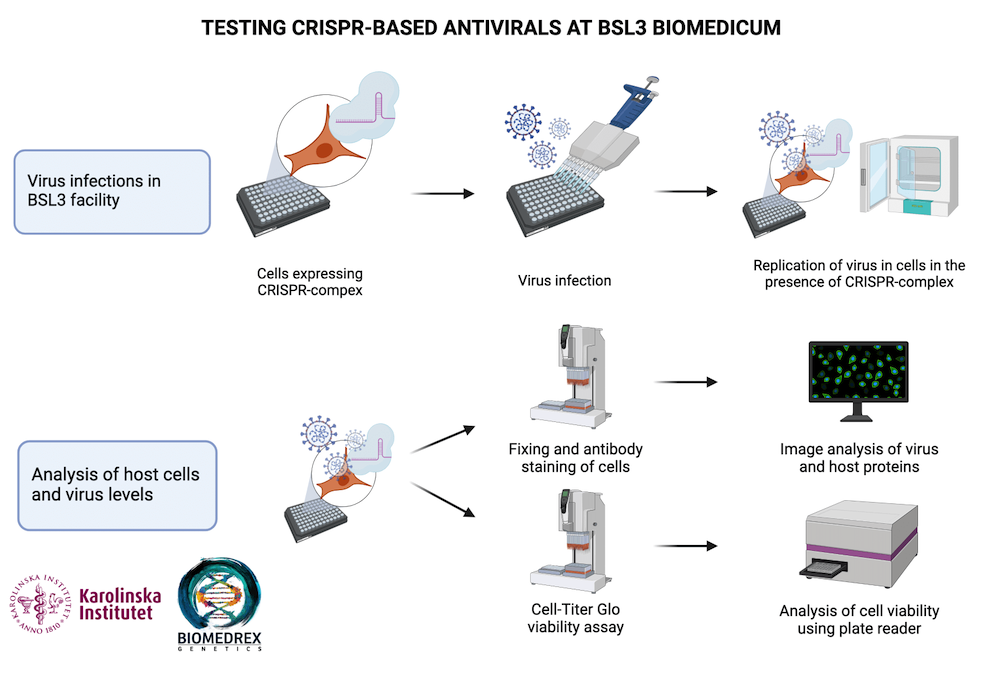 TESTING CRISPR-BASED ANTIVIRALS AT BSL3 BIOMEDICUM
Virus infections in
BSL3 facility
Cells expressing
CRISPR-compex
Virus infection
Replication of virus in cells in the
presence of CRISPR-complex
Analysis of host cells
and virus levels
Fixing and antibody
staining of cells
Image analysis of virus
and host proteins
Cell-Titer Glo
viability assay
Analysis of cell viability
using plate reader
KAROLINSKA INSTITUTET
ANNO 1810
Karolinska
Institutet
BIOMEDREX
GENETICS